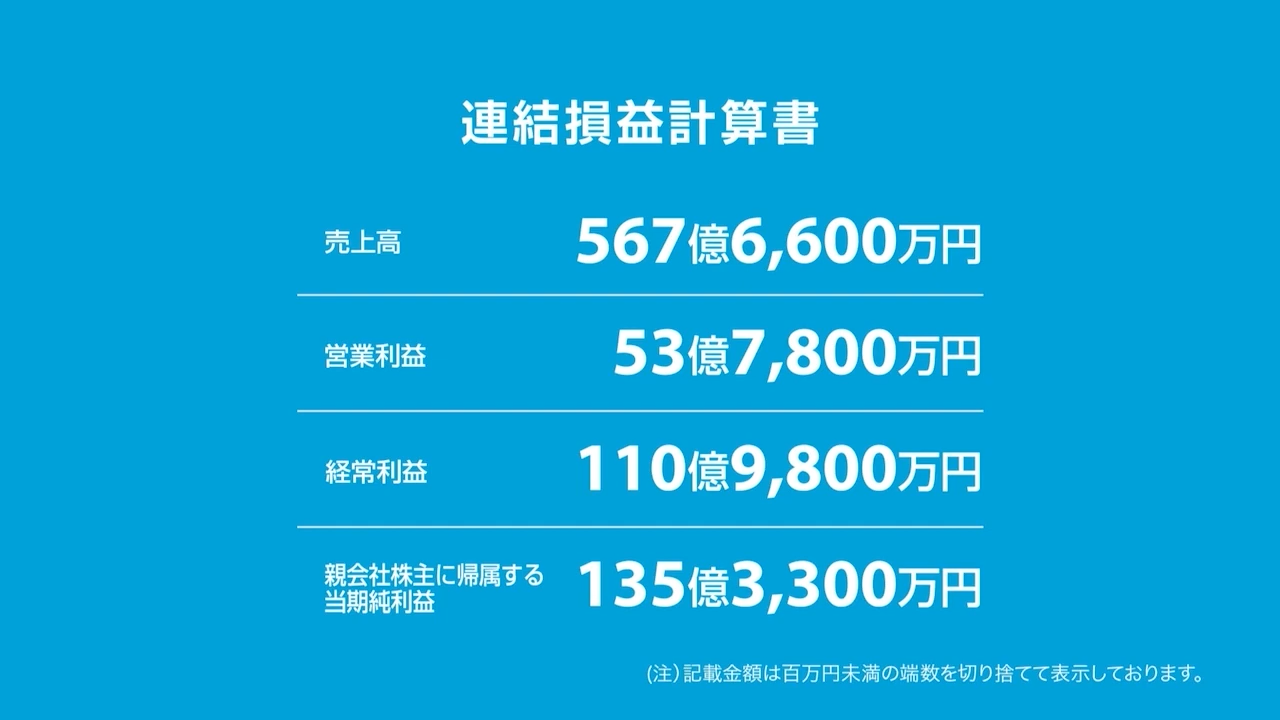 連結損益計算書
売上高 567億6,600万円
営業利益 53億7,800万円
経常利益 110億9,800万円
親会社株主に帰属する
当期純利益 135億3,300万円
(注)記載金額は百万円未満の端数を切り捨てて表示しております。